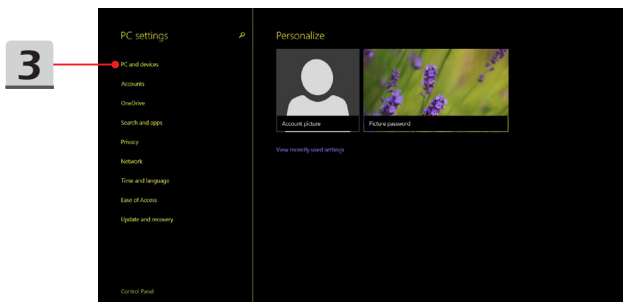 3
PC settings
PC and devices
Accounts
OneDrive
Search and apps
Privacy
Network
Time and language
Ease of Access
Update and recovery
Control Panel
Personalize
Account picture
Picture password
View recently used settings